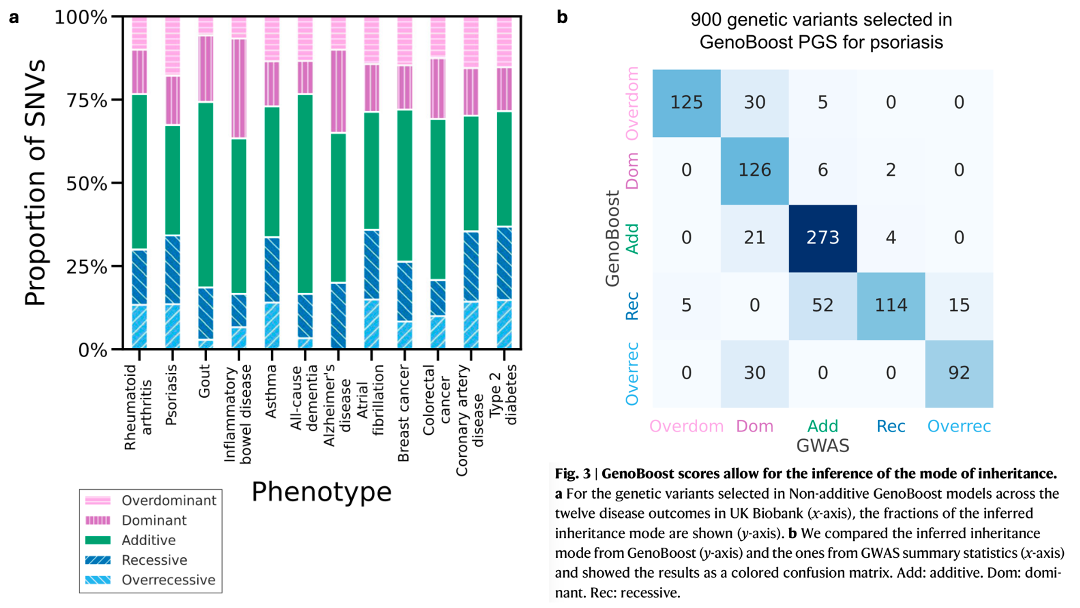 a
Proportion of SNVs
100%
75%
50%
25%
0%
Rheumatoid
arthritis
Psoriasis
Gout
Inflammatory
bowel disease
Asthma
All-cause
dementia
Alzheimer's
disease
Atrial
fibrillation
Breast cancer
Colorectal
cancer
Coronary artery
disease
Type 2
diabetes
Phenotype
Overdominant
Dominant
Additive
Recessive
Overrecessive
b
900 genetic variants selected in
GenoBoost PGS for psoriasis
GenoBoost
Overdom
125 30 5 0 0
Dom
0 126 6 2 0
Add
0 21 273 4 0
Rec
5 0 52 114 15
Overrec
0 30 0 0 92
Overdom Dom Add Rec Overrec
GWAS
Fig. 3 | GenoBoost scores allow for the inference of the mode of inheritance.
a For the genetic variants selected in Non-additive GenoBoost models across the
twelve disease outcomes in UK Biobank (x-axis), the fractions of the inferred
inheritance mode are shown (y-axis). b We compared the inferred inheritance
mode from GenoBoost (y-axis) and the ones from GWAS summary statistics (x-axis)
and showed the results as a colored confusion matrix. Add: additive. Dom: domi-
nant. Rec: recessive.